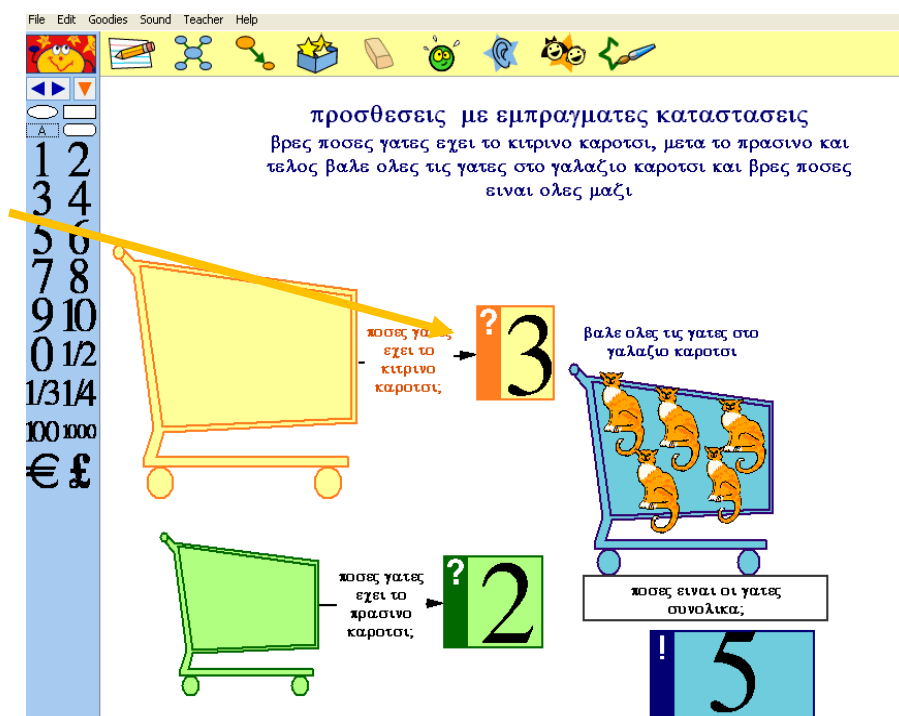 File Edit Goodies Sound Teacher Help
A
1 2
3 4
5 6
7 8
9 10
0 1/2
1/3 1/4
100 1000
€ £
προσθεσεις με εμπραγματες καταστασεις
βρες ποσες γατες εχει το κιτρινο καροτσι, μετα το πρασινο και
τελος βαλε ολες τις γατες στο γαλαζιο καροτσι και βρες ποσες
ειναι ολες μαζι
ποσες γατες
εχει το
κιτρινο
καροτσι;
? 3
βαλε ολες τις γατες στο
γαλαζιο καροτσι
ποσες γατες
εχει το
πρασινο
καροτσι;
? 2
ποσες ειναι οι γατες
συνολικα;
! 5